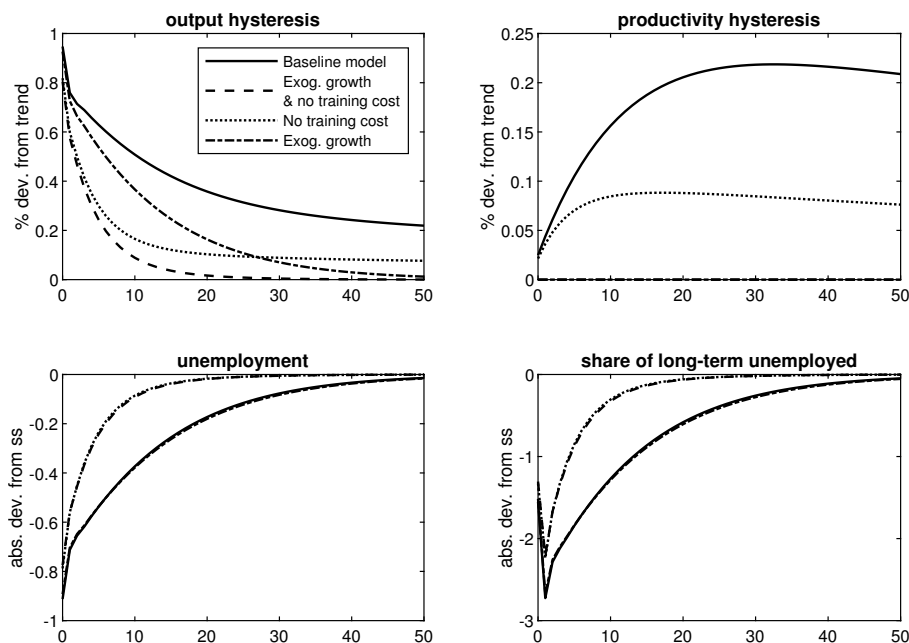 output hysteresis
% dev. from trend
1
0.8
0.6
0.4
0.2
0
0 10 20 30 40 50
Baseline model
Exog. growth
& no training cost
No training cost
Exog. growth
productivity hysteresis
% dev. from trend
0.25
0.2
0.15
0.1
0.05
0
0 10 20 30 40 50
unemployment
abs. dev. from ss
0
-0.2
-0.4
-0.6
-0.8
-1
0 10 20 30 40 50
share of long-term unemployed
abs. dev. from ss
0
-1
-2
-3
0 10 20 30 40 50